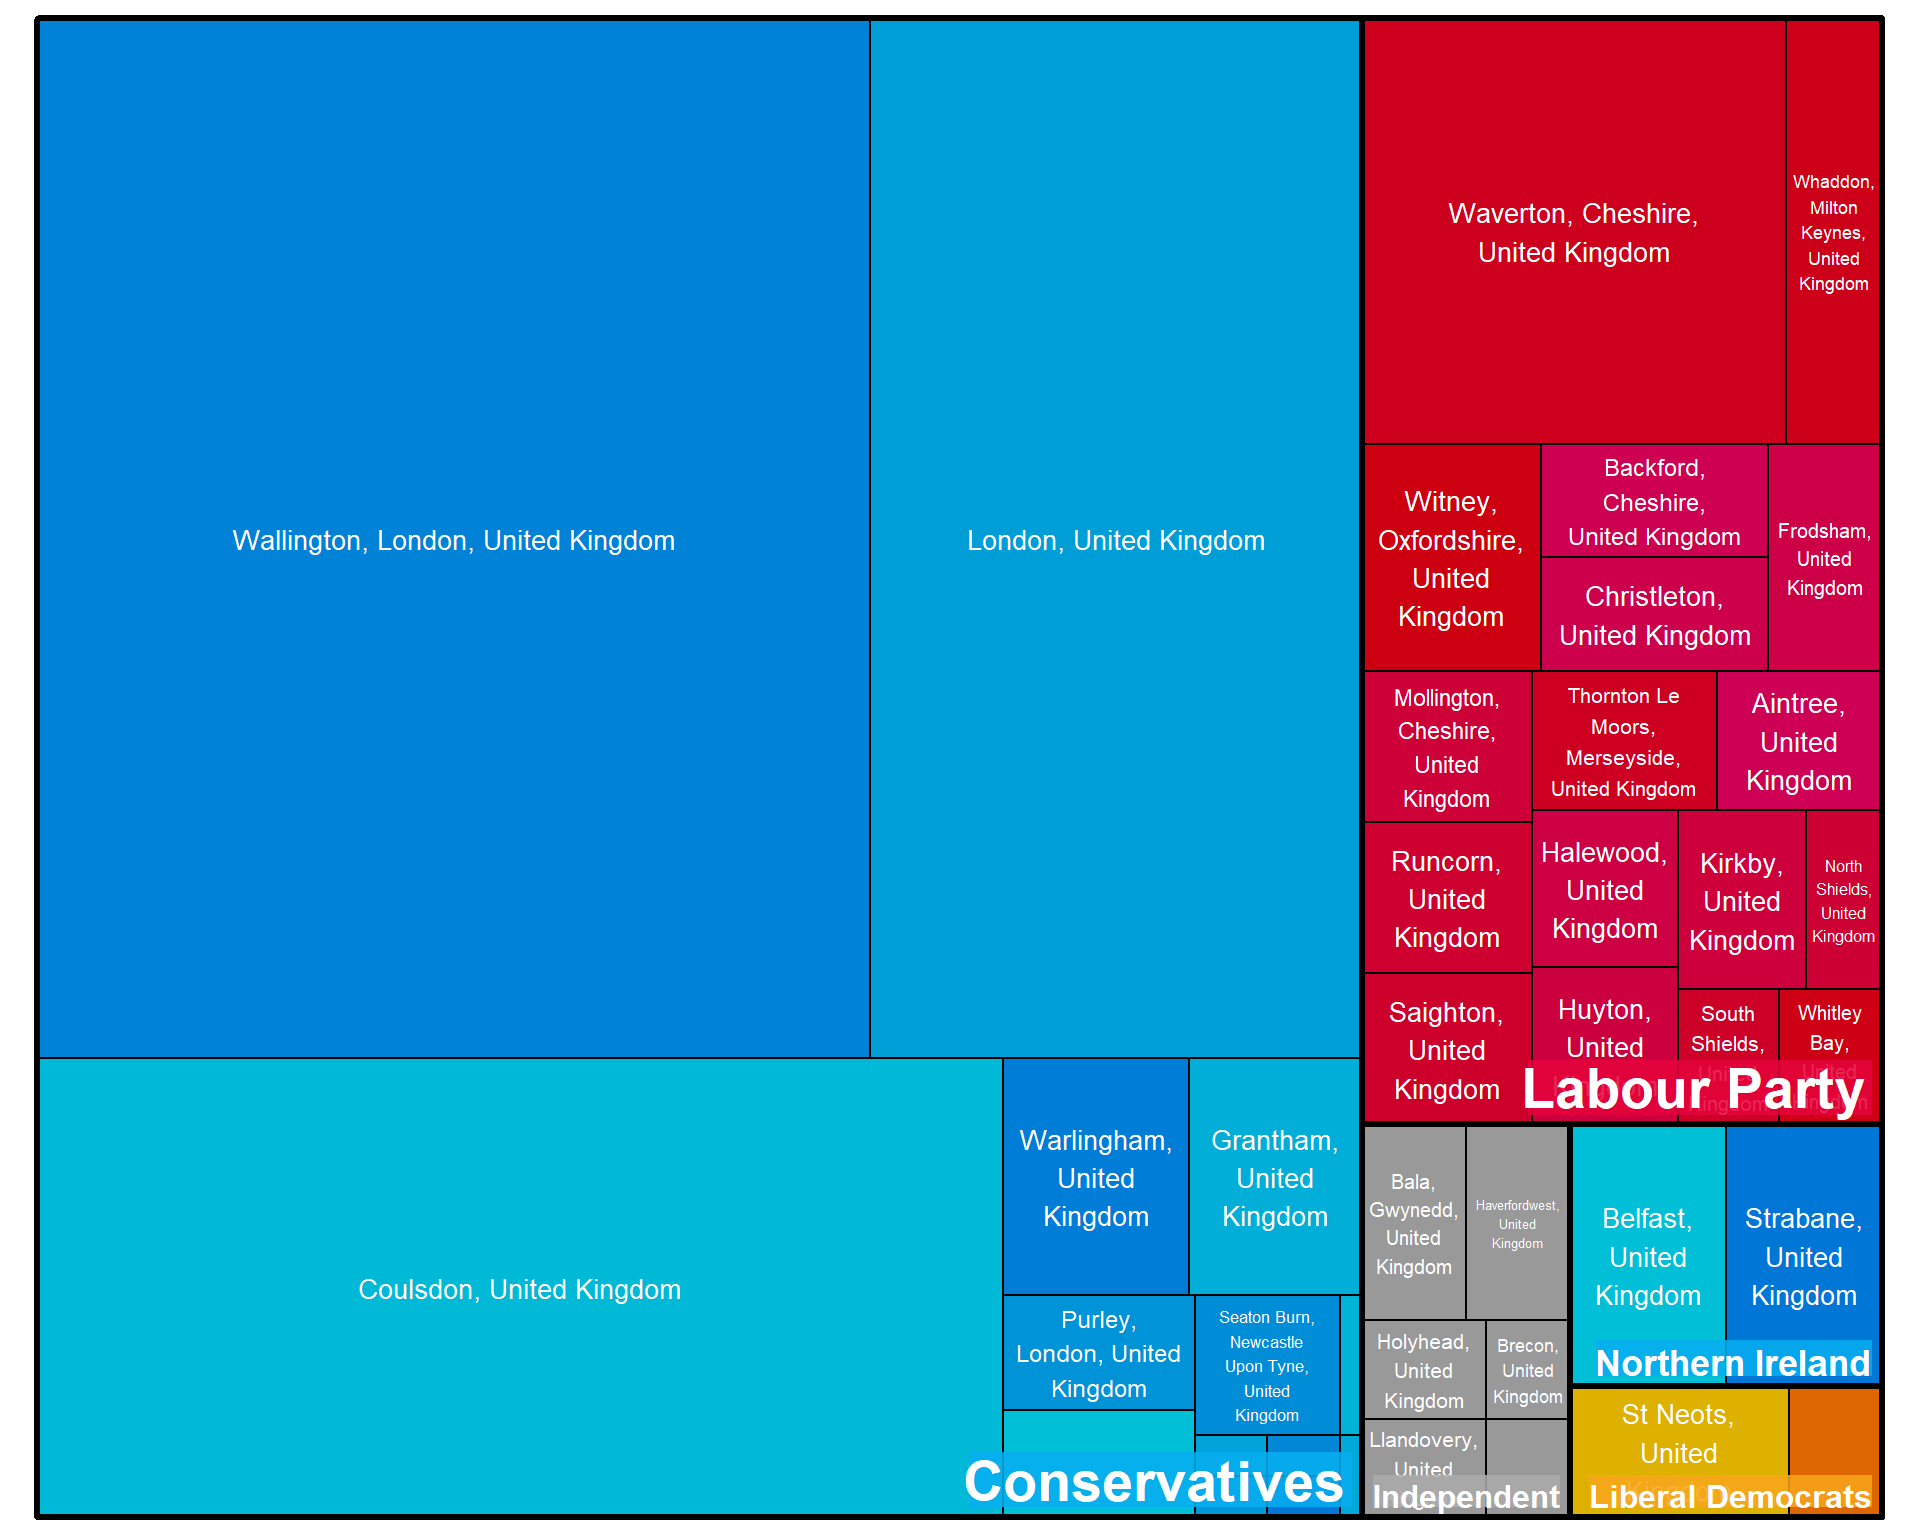 Wallington, London, United Kingdom
London, United Kingdom
Coulsdon, United Kingdom
Warlingham,
United
Kingdom
Grantham,
United
Kingdom
Purley,
London, United
Kingdom
Seaton Burn,
Newcastle
Upon Tyne,
United
Kingdom
Conservatives
Waverton, Cheshire,
United Kingdom
Whaddon,
Milton
Keynes,
United
Kingdom
Witney,
Oxfordshire,
United
Kingdom
Backford,
Cheshire,
United Kingdom
Christleton,
United Kingdom
Frodsham,
United
Kingdom
Mollington,
Cheshire,
United
Kingdom
Thornton Le
Moors,
Merseyside,
United Kingdom
Aintree,
United
Kingdom
Runcorn,
United
Kingdom
Halewood,
United
Kingdom
Kirkby,
United
Kingdom
North
Shields,
United
Kingdom
Saighton,
United
Kingdom
Huyton,
United
Kingdom
South
Shields,
United
Kingdom
Whitley
Bay,
United
Kingdom
Labour Party
Bala,
Gwynedd,
United
Kingdom
Haverfordwest,
United
Kingdom
Holyhead,
United
Kingdom
Brecon,
United
Kingdom
Llandovery,
United
Independent
Belfast,
United
Kingdom
Strabane,
United
Kingdom
Northern Ireland
St Neots,
United
Kingdom
Liberal Democrats